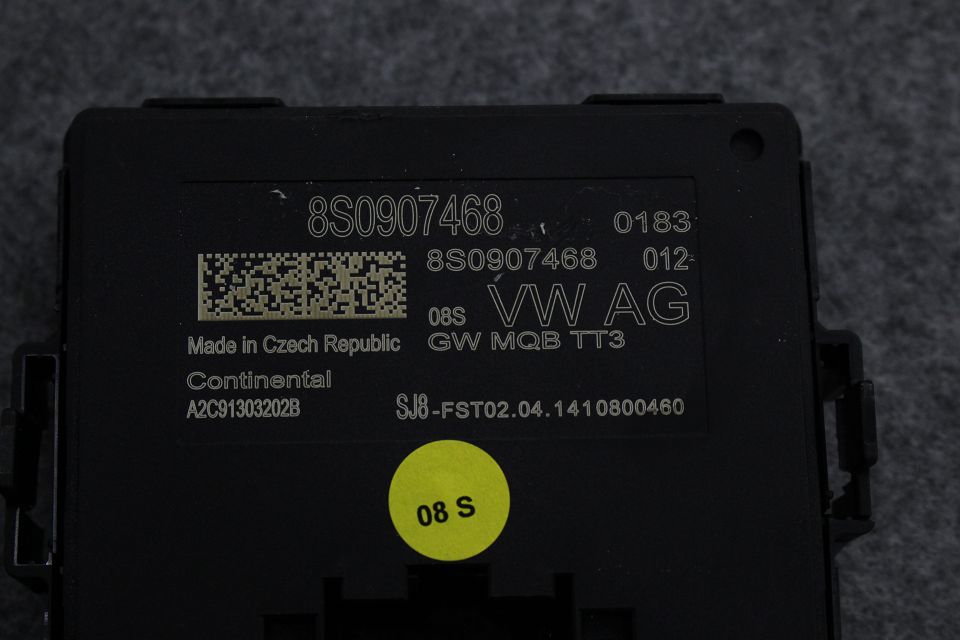 8S0907468 0183
8S0907468 012
08S VW AG
GW MQB TT3
Made in Czech Republic
Continental
A2C91303202B SJ8-FST02.04.1410800460
08 S